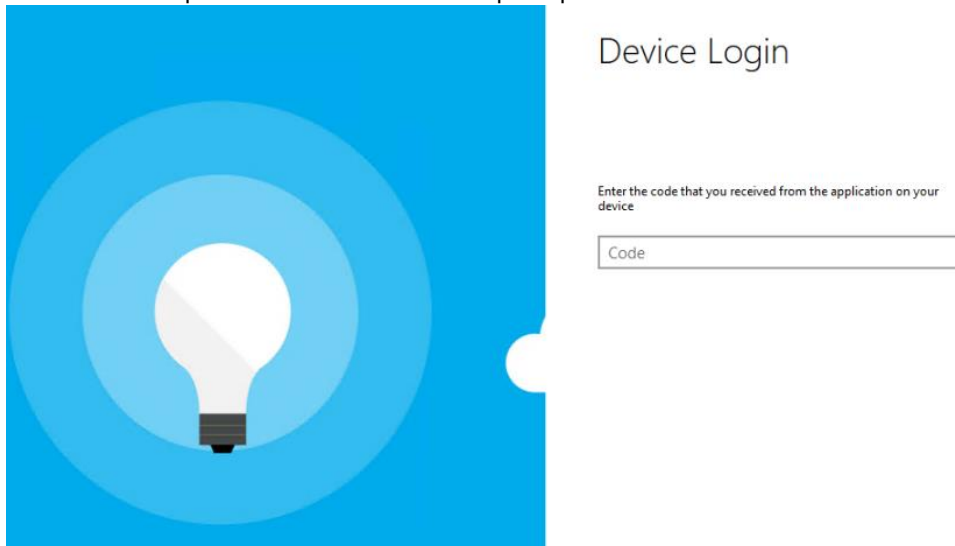 Device Login
Enter the code that you received from the application on your
device
Code